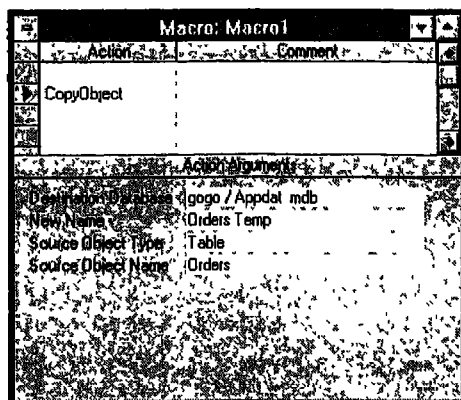 Macro: Macro1
Action Comment
CopyObject
Action Arguments
Destination Database gogo / Appdat mdb
New Name Orders Temp
Source Object Type Table
Source Object Name Orders